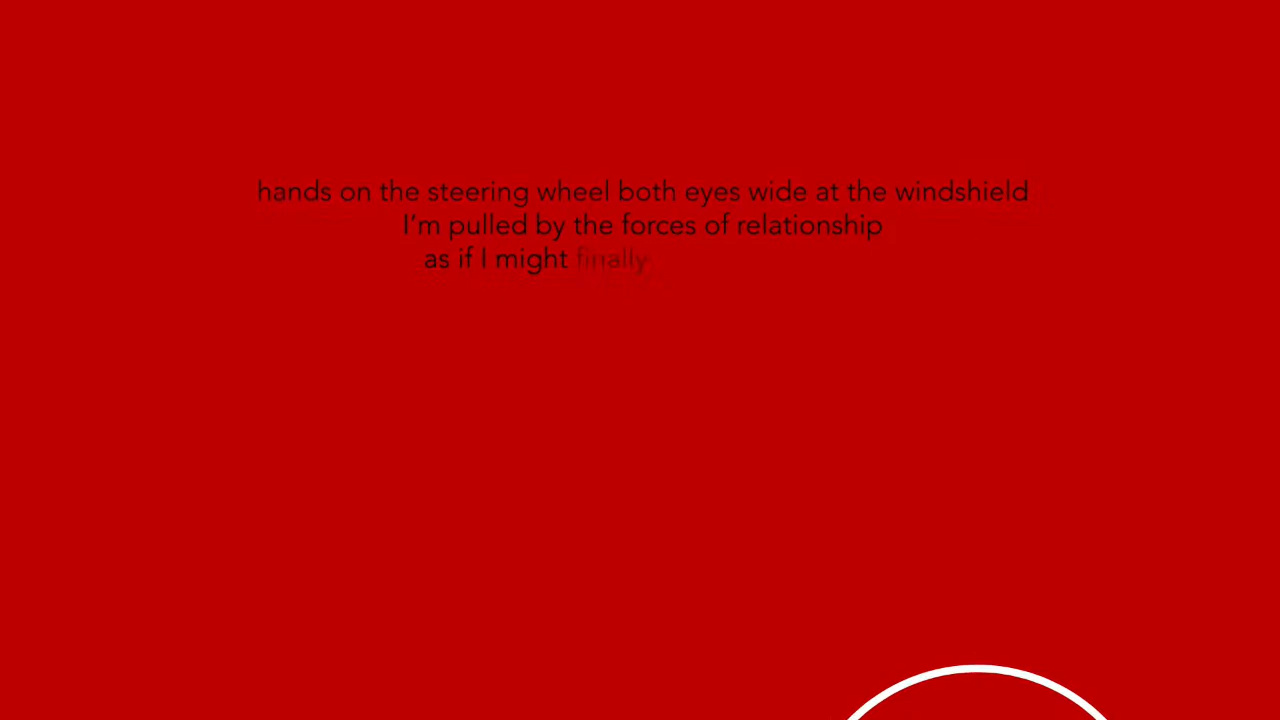 hands on the steering wheel both eyes wide at the windshield
I'm pulled by the forces of relationship
as if I might finally